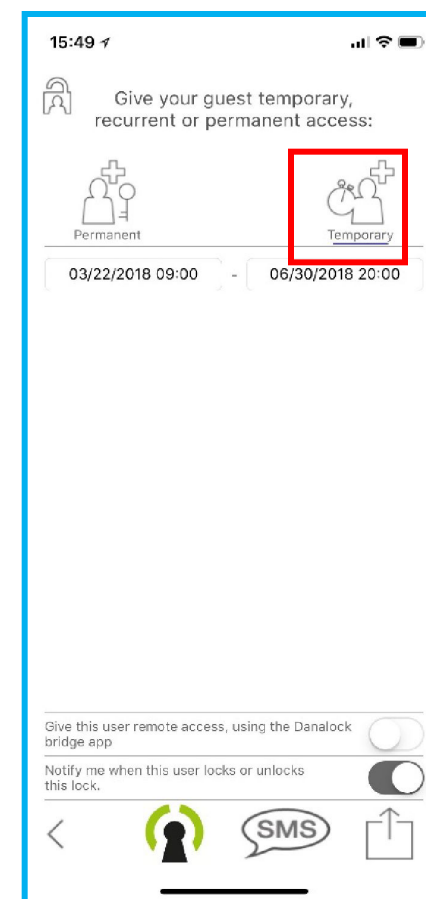 15:49
Give your guest temporary,
recurrent or permanent access:
Permanent
Temporary
03/22/2018 09:00 - 06/30/2018 20:00
Give this user remote access, using the Danalock
bridge app
Notify me when this user locks or unlocks
this lock.
SMS